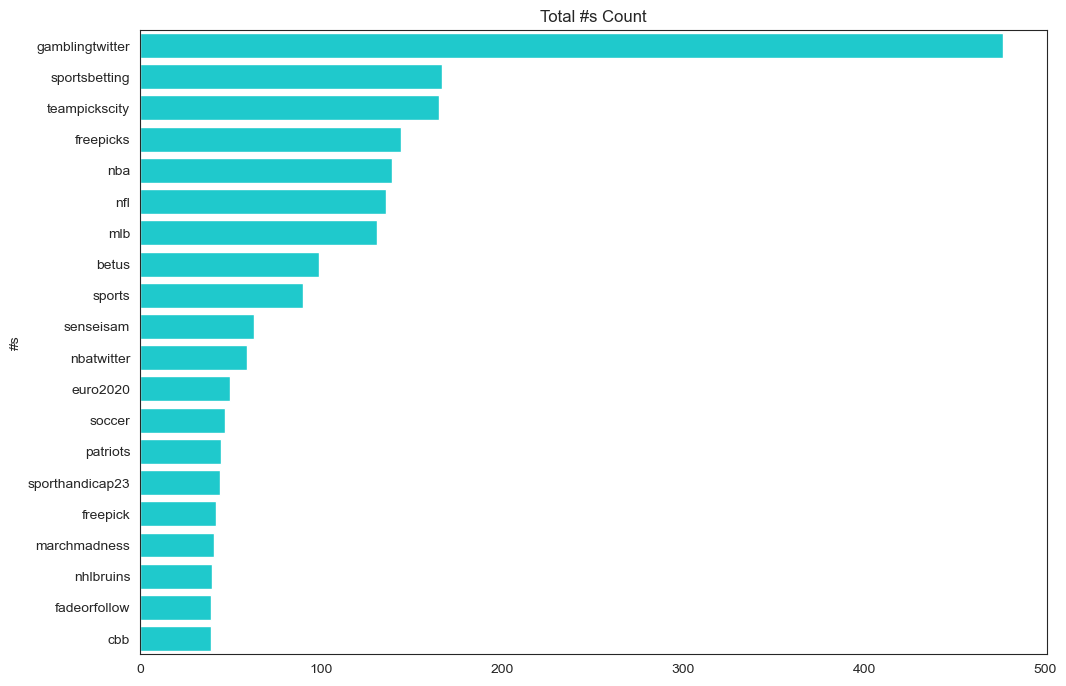 Total #s Count
gamblingtwitter
sportsbetting
teampickscity
freepicks
nba
nfl
mlb
betus
sports
senseisam
nbatwitter
euro2020
soccer
patriots
sporthandicap23
freepick
marchmadness
nhlbruins
fadeorfollow
cbb
#s
0 100 200 300 400 500